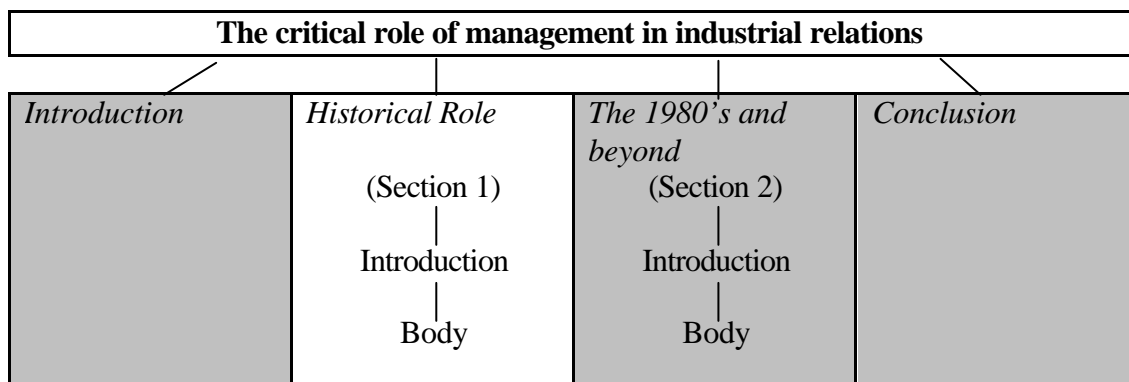 The critical role of management in industrial relations
Introduction
Historical Role
(Section 1)
Introduction
Body
The 1980’s and
beyond
(Section 2)
Introduction
Body
Conclusion